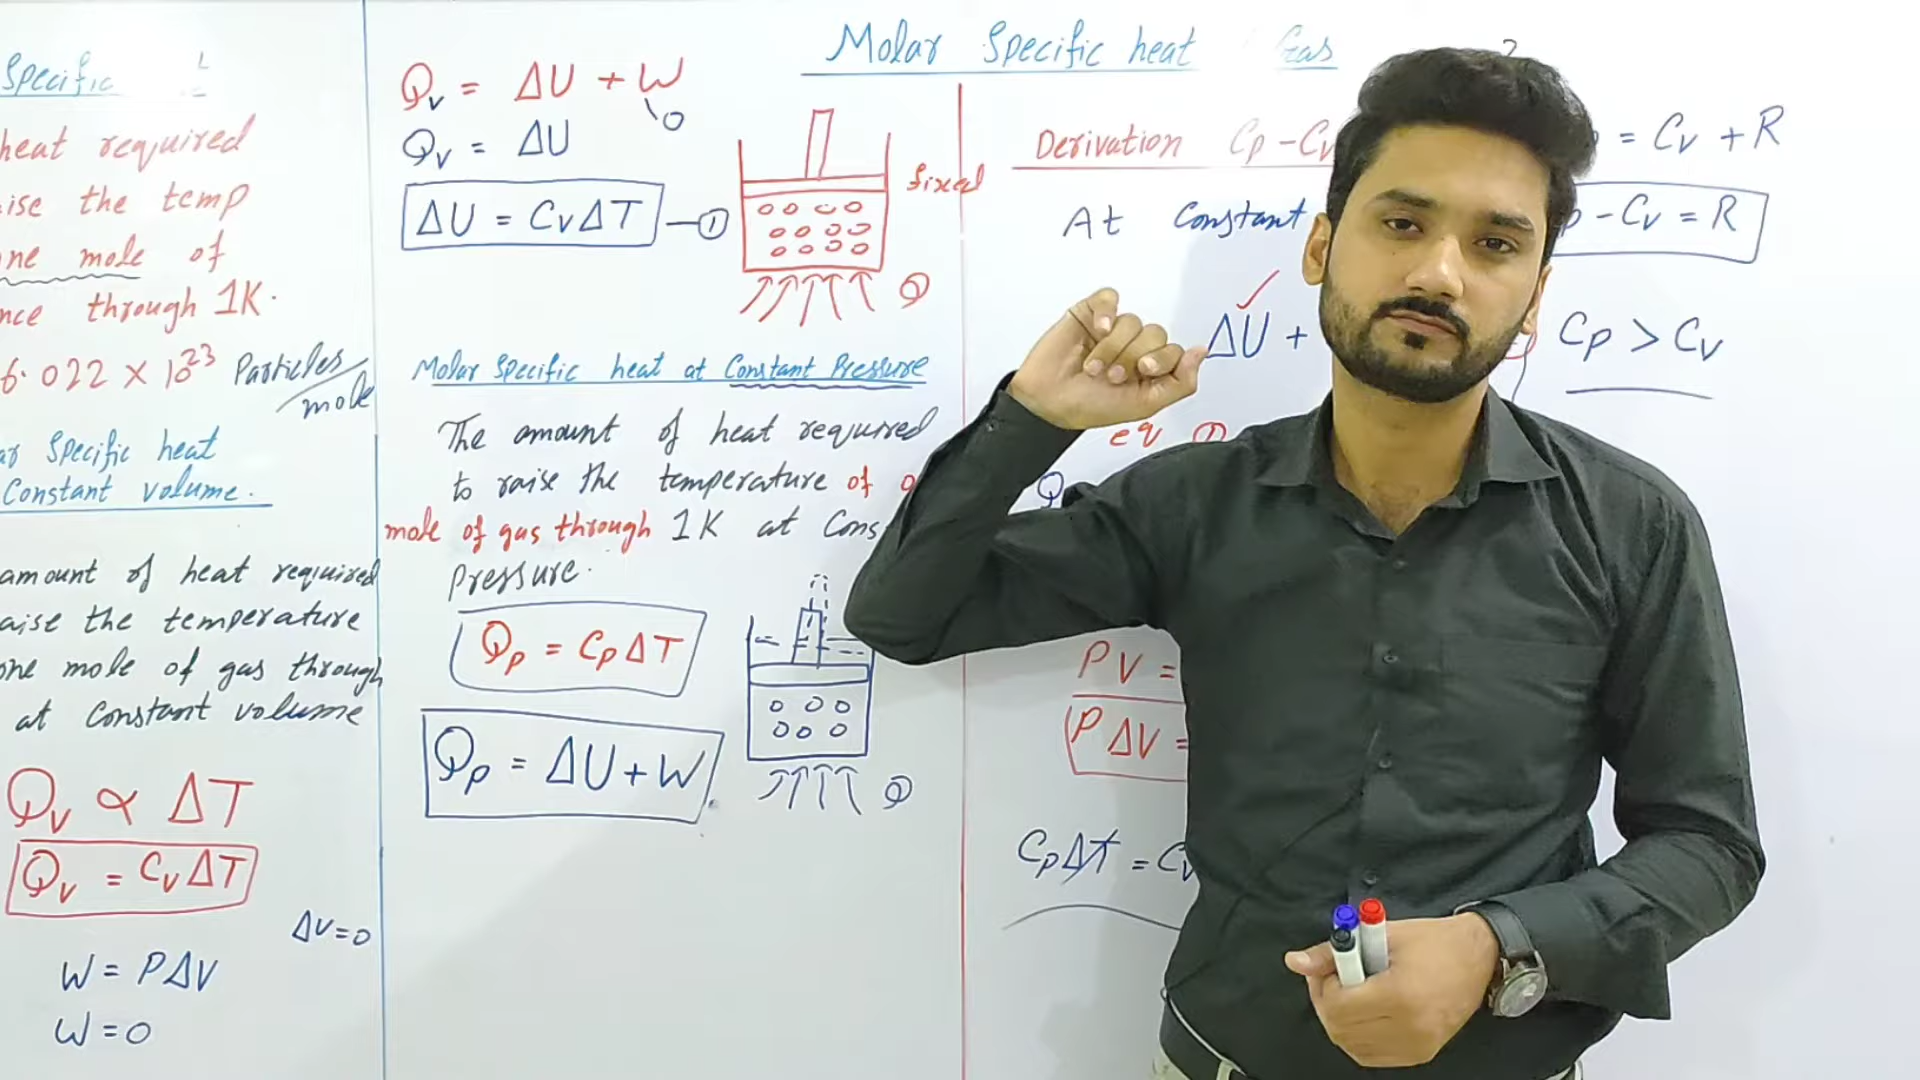 Molar Specific heat Gas
Specific
heat required
ise the temp
ne mole of
nce through 1K.
6.022 × 10²³ Particles/mole
ar Specific heat
Constant volume.
amount of heat required
aise the temperature
one mole of gas through
at constant volume
Qv ∝ ΔT
Qv = CvΔT
ΔV=0
W = PΔV
W = 0
Qv = ΔU + W
0
Qv = ΔU
ΔU = CvΔT —①
fixed
Q
Molar Specific heat at Constant Pressure
The amount of heat required
to raise the temperature of o
mole of gas through 1K at Cons
Pressure.
Qp = CpΔT
Qp = ΔU + W
Q
Derivation Cp - Cv
At Constant
ΔU +
eq ①
Q
PV =
PΔV =
CpΔT = Cv
= Cv + R
p - Cv = R
Cp > Cv